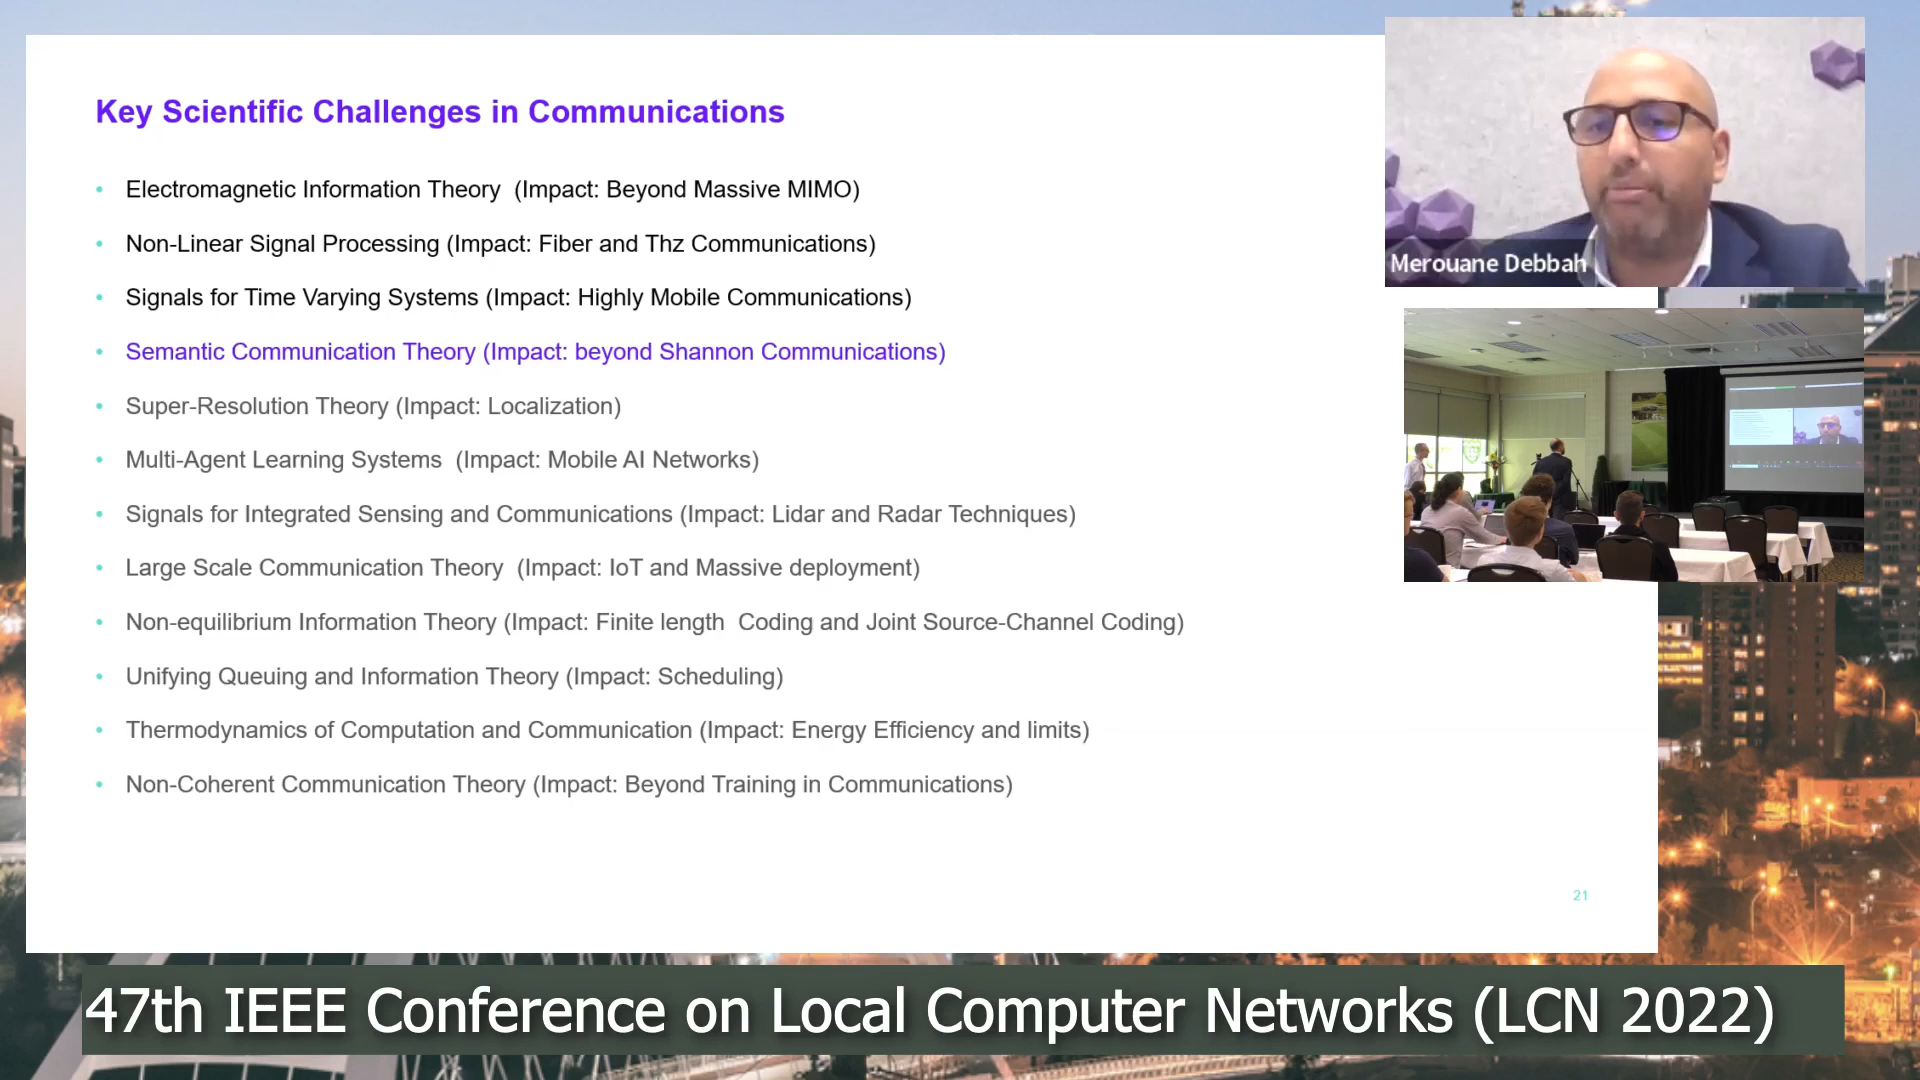 Key Scientific Challenges in Communications
• Electromagnetic Information Theory (Impact: Beyond Massive MIMO)
• Non-Linear Signal Processing (Impact: Fiber and Thz Communications)
• Signals for Time Varying Systems (Impact: Highly Mobile Communications)
• Semantic Communication Theory (Impact: beyond Shannon Communications)
• Super-Resolution Theory (Impact: Localization)
• Multi-Agent Learning Systems (Impact: Mobile AI Networks)
• Signals for Integrated Sensing and Communications (Impact: Lidar and Radar Techniques)
• Large Scale Communication Theory (Impact: IoT and Massive deployment)
• Non-equilibrium Information Theory (Impact: Finite length Coding and Joint Source-Channel Coding)
• Unifying Queuing and Information Theory (Impact: Scheduling)
• Thermodynamics of Computation and Communication (Impact: Energy Efficiency and limits)
• Non-Coherent Communication Theory (Impact: Beyond Training in Communications)
21
Merouane Debbah
47th IEEE Conference on Local Computer Networks (LCN 2022)